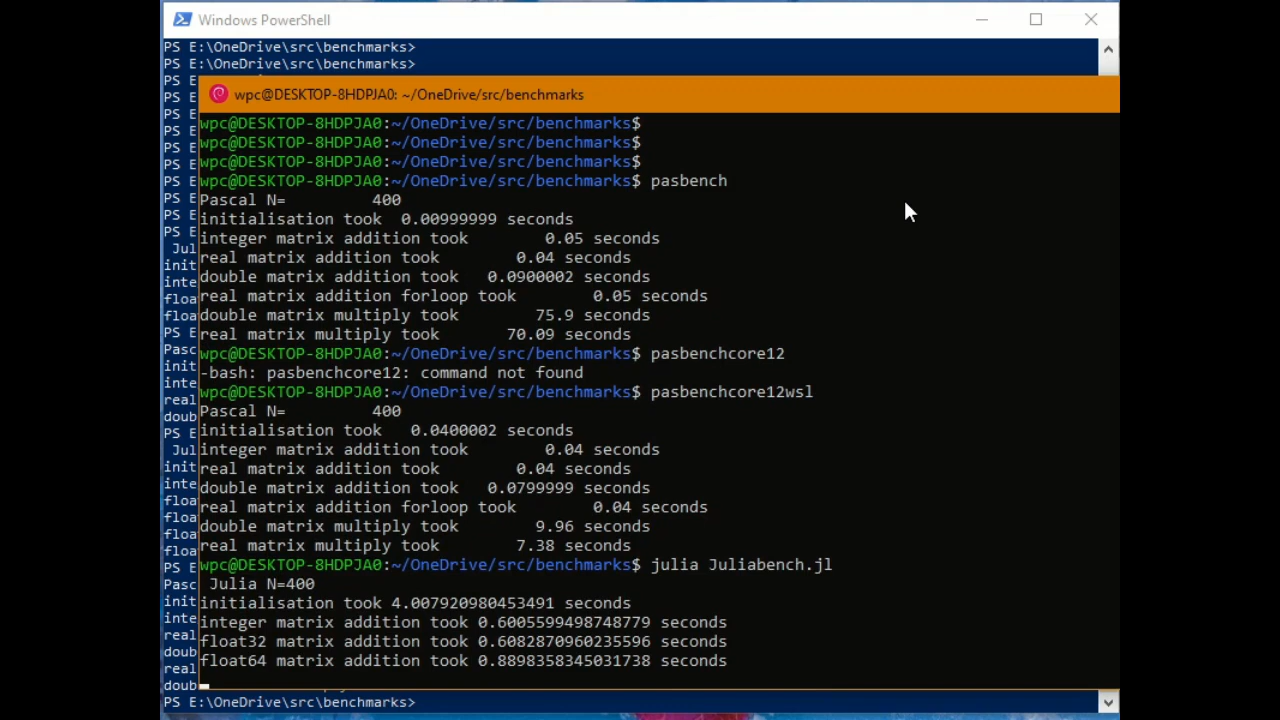 Windows PowerShell
PS E:\OneDrive\src\benchmarks>
PS E:\OneDrive\src\benchmarks>
wpc@DESKTOP-8HDPJA0: ~/OneDrive/src/benchmarks
wpc@DESKTOP-8HDPJA0:~/OneDrive/src/benchmarks$
wpc@DESKTOP-8HDPJA0:~/OneDrive/src/benchmarks$
wpc@DESKTOP-8HDPJA0:~/OneDrive/src/benchmarks$
wpc@DESKTOP-8HDPJA0:~/OneDrive/src/benchmarks$ pasbench
Pascal N=         400
initialisation took  0.00999999 seconds
integer matrix addition took        0.05 seconds
real matrix addition took        0.04 seconds
double matrix addition took   0.0900002 seconds
real matrix addition forloop took        0.05 seconds
double matrix multiply took        75.9 seconds
real matrix multiply took       70.09 seconds
wpc@DESKTOP-8HDPJA0:~/OneDrive/src/benchmarks$ pasbenchcore12
-bash: pasbenchcore12: command not found
wpc@DESKTOP-8HDPJA0:~/OneDrive/src/benchmarks$ pasbenchcore12wsl
Pascal N=         400
initialisation took   0.0400002 seconds
integer matrix addition took        0.04 seconds
real matrix addition took        0.04 seconds
double matrix addition took   0.0799999 seconds
real matrix addition forloop took        0.04 seconds
double matrix multiply took        9.96 seconds
real matrix multiply took        7.38 seconds
wpc@DESKTOP-8HDPJA0:~/OneDrive/src/benchmarks$ julia Juliabench.jl
 Julia N=400
initialisation took 4.007920980453491 seconds
integer matrix addition took 0.6005599498748779 seconds
float32 matrix addition took 0.6082870960235596 seconds
float64 matrix addition took 0.8898358345031738 seconds
PS E:\OneDrive\src\benchmarks>